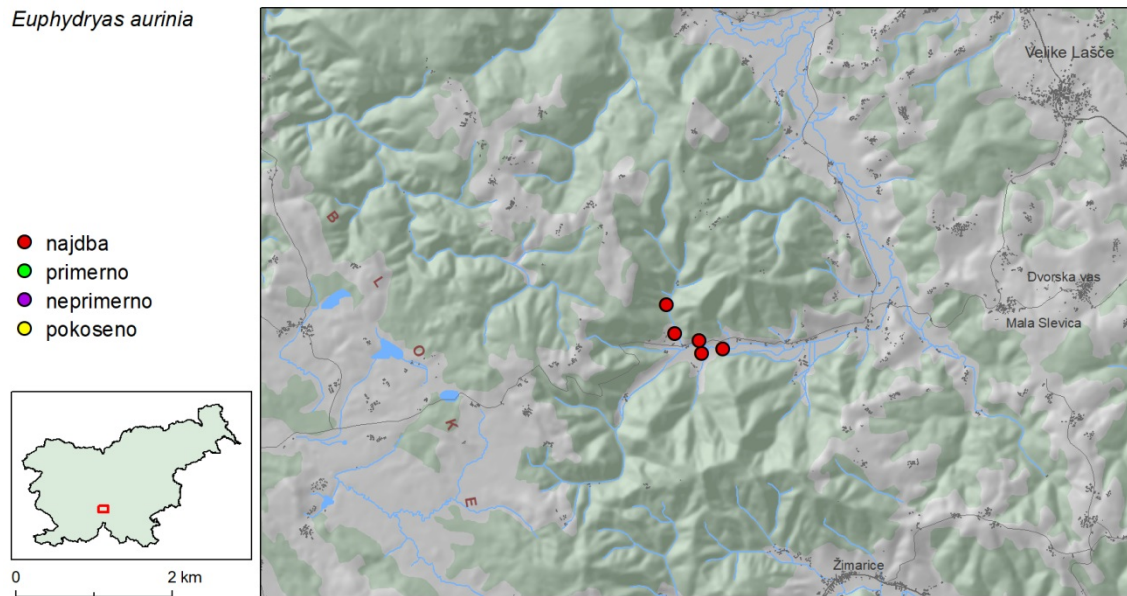 Euphydryas aurinia
Velike Lašče
B
L
O
K
E
najdba
primerno
neprimerno
pokoseno
Dvorska vas
Mala Slevica
Žimarice
0 2 km